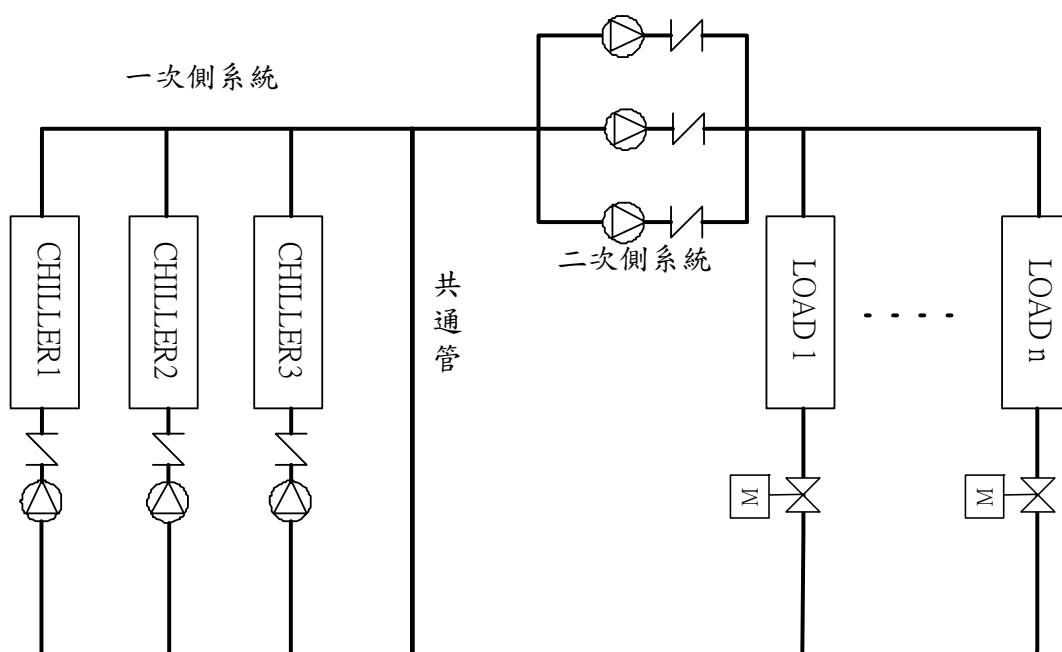 一次側系統
二次側系統
共通管
CHILLER1
CHILLER2
CHILLER3
LOAD 1
. . . . .
LOAD n
M
M